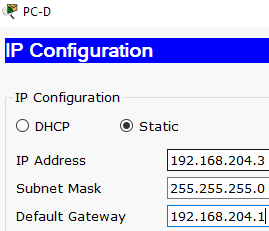 PC-D
IP Configuration
IP Configuration
DHCP Static
IP Address 192.168.204.3
Subnet Mask 255.255.255.0
Default Gateway 192.168.204.1